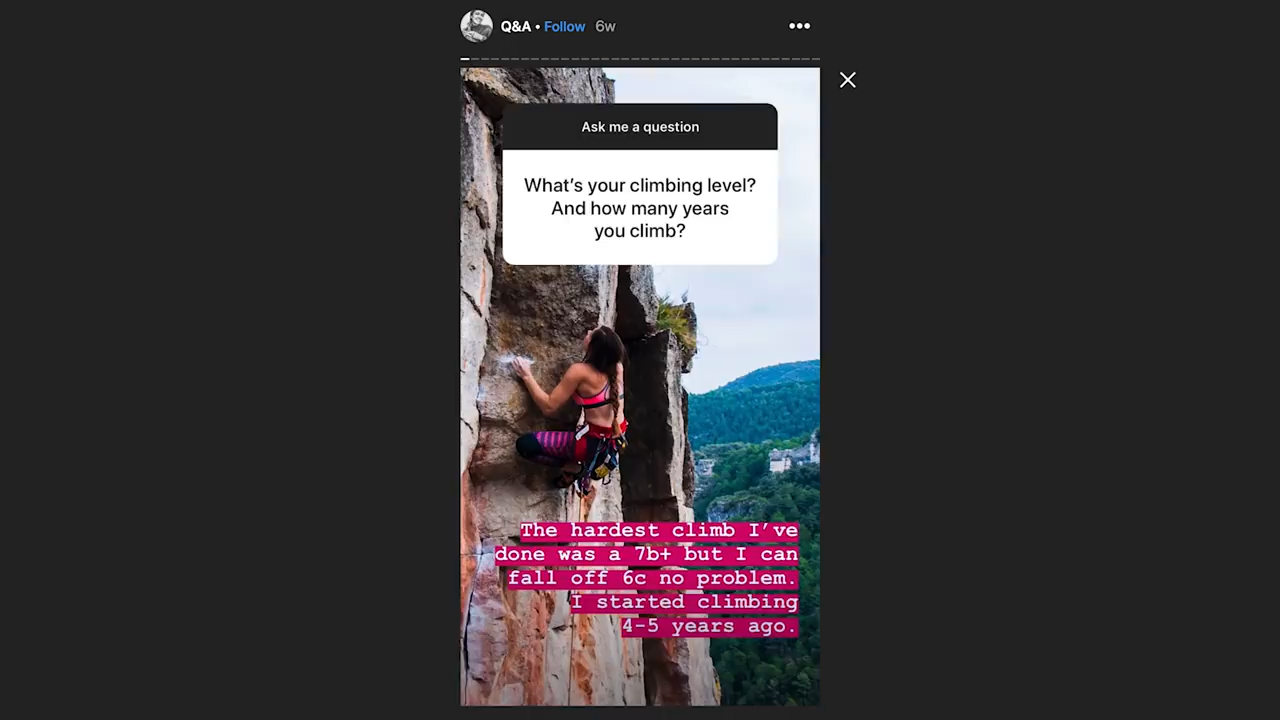 Q&A • Follow 6w
Ask me a question
What’s your climbing level?
And how many years
you climb?
The hardest climb I’ve
done was a 7b+ but I can
fall off 6c no problem.
I started climbing
4-5 years ago.